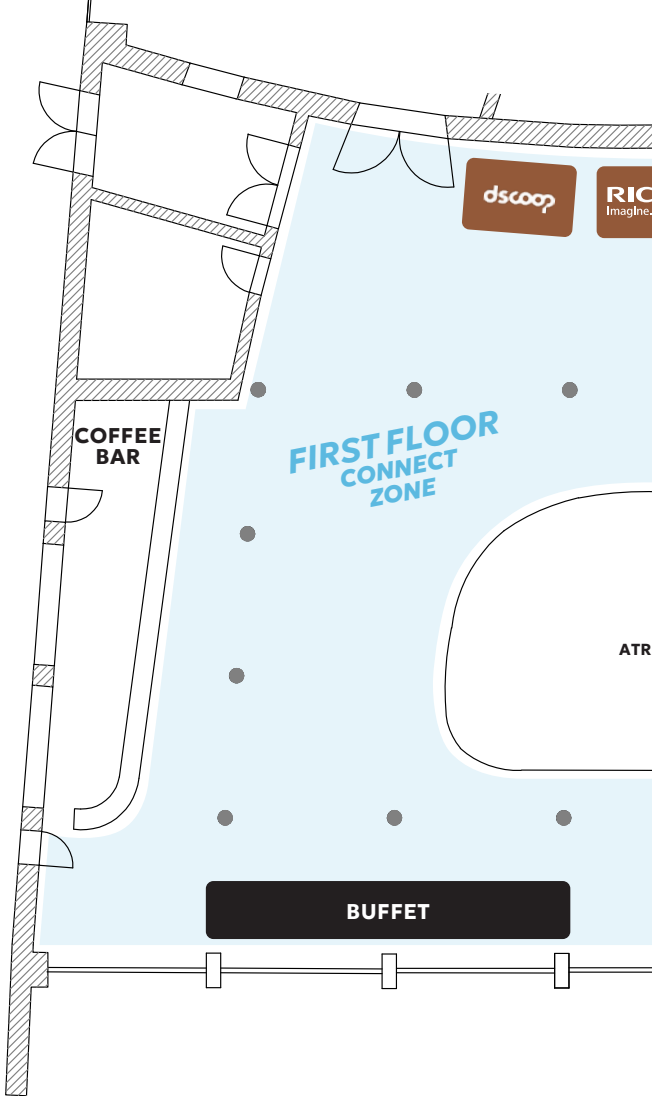 dscoop
RIC
Imagine.
COFFEE
BAR
FIRST FLOOR
CONNECT
ZONE
ATR
BUFFET